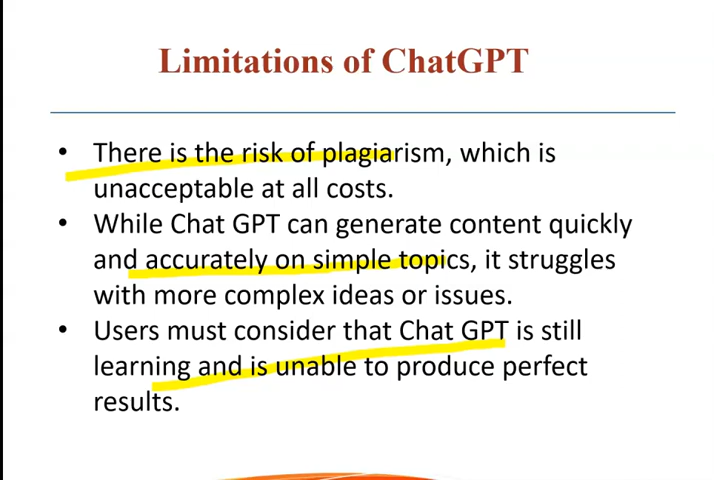 Limitations of ChatGPT
• There is the risk of plagiarism, which is
unacceptable at all costs.
• While Chat GPT can generate content quickly
and accurately on simple topics, it struggles
with more complex ideas or issues.
• Users must consider that Chat GPT is still
learning and is unable to produce perfect
results.